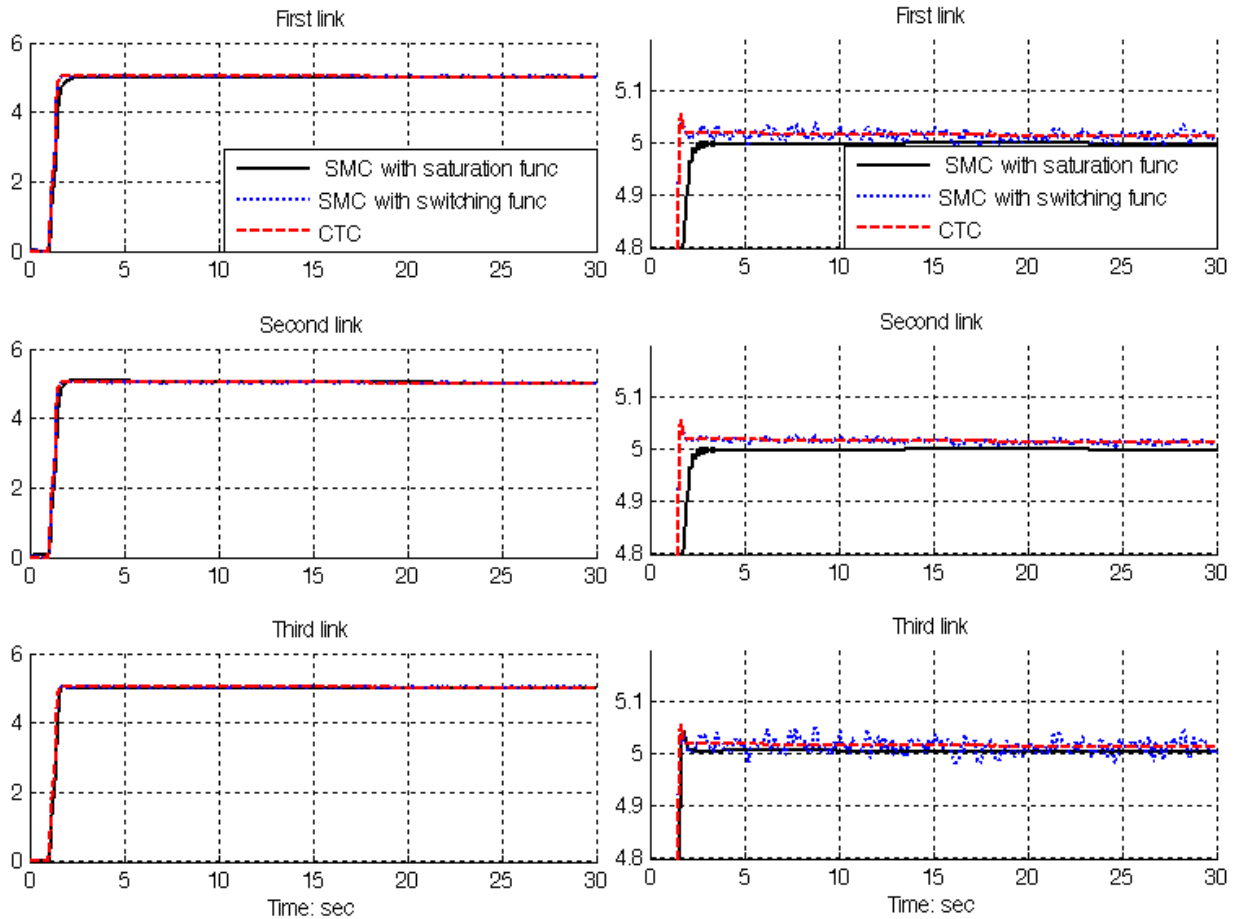 First link
6
4
2
0
SMC with saturation func
SMC with switching func
CTC
0 5 10 15 20 25 30
First link
5.1
5
4.9
4.8
SMC with saturation func
SMC with switching func
CTC
0 5 10 15 20 25 30
Second link
6
4
2
0
0 5 10 15 20 25 30
Second link
5.1
5
4.9
4.8
0 5 10 15 20 25 30
Third link
6
4
2
0
0 5 10 15 20 25 30
Time: sec
Third link
5.1
5
4.9
4.8
0 5 10 15 20 25 30
Time: sec